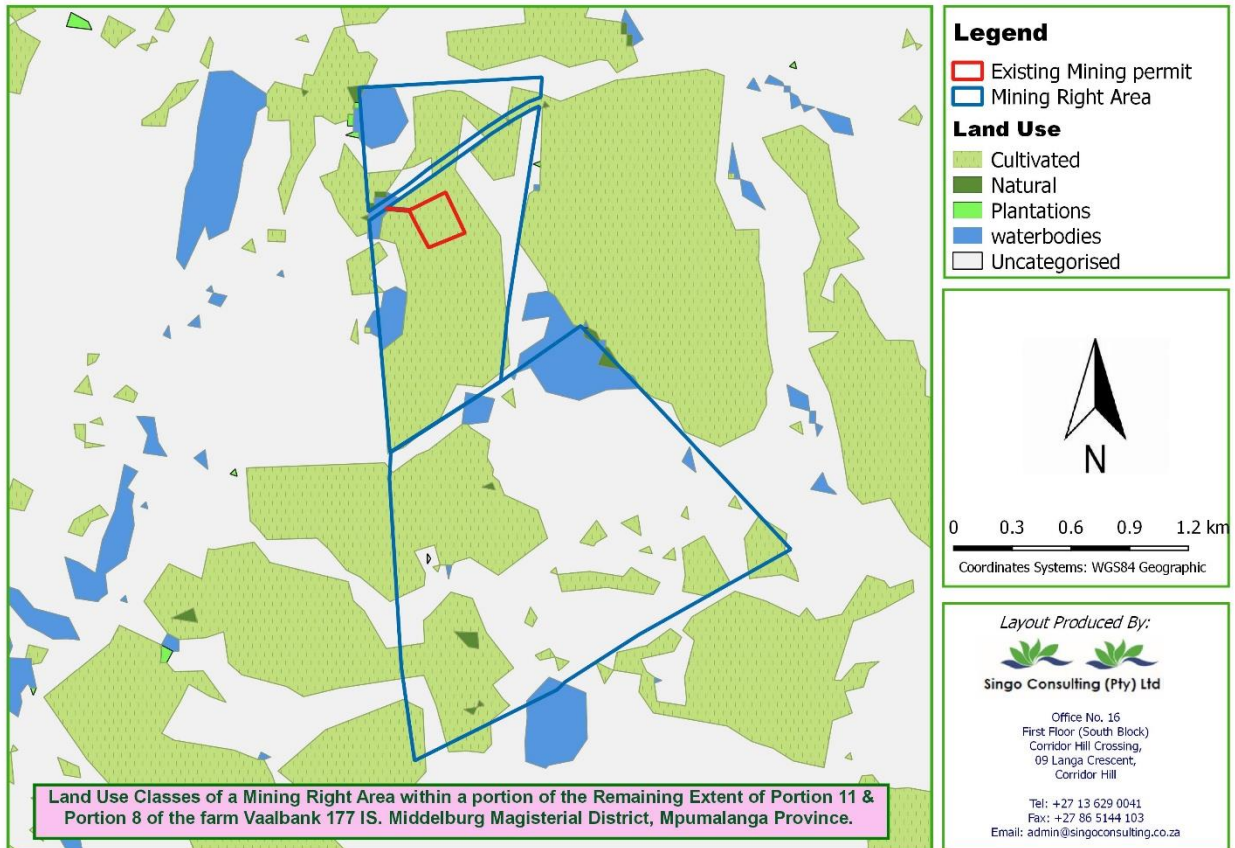 Legend
Existing Mining permit
Mining Right Area
Land Use
Cultivated
Natural
Plantations
waterbodies
Uncategorised
N
0 0.3 0.6 0.9 1.2 km
Coordinates Systems: WGS84 Geographic
Layout Produced By:
Singo Consulting (Pty) Ltd
Office No. 16
First Floor (South Block)
Corridor Hill Crossing,
09 Langa Crescent,
Corridor Hill
Tel: +27 13 629 0041
Fax: +27 86 5144 103
Email: admin@singoconsulting.co.za
Land Use Classes of a Mining Right Area within a portion of the Remaining Extent of Portion 11 &
Portion 8 of the farm Vaalbank 177 IS. Middelburg Magisterial District, Mpumalanga Province.